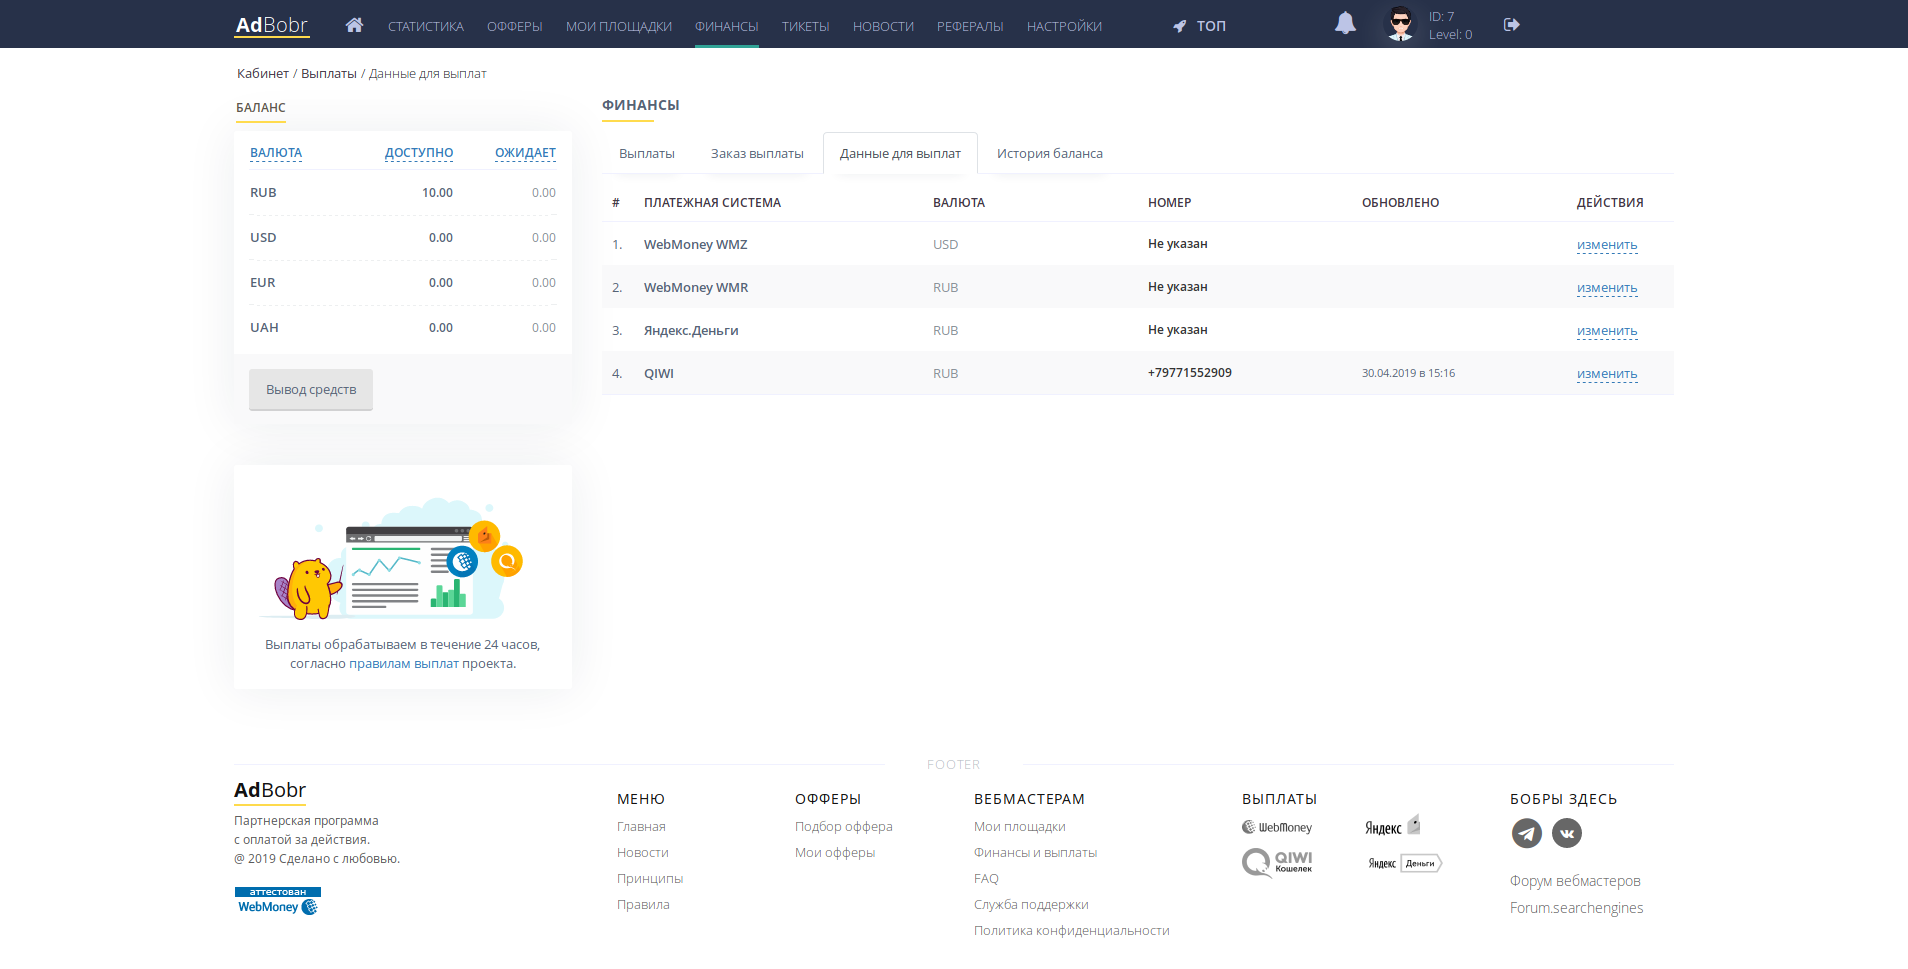 AdBobr
СТАТИСТИКА ОФФЕРЫ МОИ ПЛОЩАДКИ ФИНАНСЫ ТИКЕТЫ НОВОСТИ РЕФЕРАЛЫ НАСТРОЙКИ
ТОП
ID: 7
Level: 0
Кабинет / Выплаты / Данные для выплат
БАЛАНС
ВАЛЮТА ДОСТУПНО ОЖИДАЕТ
RUB 10.00 0.00
USD 0.00 0.00
EUR 0.00 0.00
UAH 0.00 0.00
Вывод средств
Выплаты обрабатываем в течение 24 часов,
согласно правилам выплат проекта.
ФИНАНСЫ
Выплаты Заказ выплаты Данные для выплат История баланса
# ПЛАТЕЖНАЯ СИСТЕМА ВАЛЮТА НОМЕР ОБНОВЛЕНО ДЕЙСТВИЯ
1. WebMoney WMZ USD Не указан изменить
2. WebMoney WMR RUB Не указан изменить
3. Яндекс.Деньги RUB Не указан изменить
4. QIWI RUB +79771552909 30.04.2019 в 15:16 изменить
FOOTER
AdBobr
Партнерская программа
с оплатой за действия.
@ 2019 Сделано с любовью.
аттестован
WebMoney
МЕНЮ
Главная
Новости
Принципы
Правила
ОФФЕРЫ
Подбор оффера
Мои офферы
ВЕБМАСТЕРАМ
Мои площадки
Финансы и выплаты
FAQ
Служба поддержки
Политика конфиденциальности
ВЫПЛАТЫ
WebMoney
Яндекс
QIWI
Кошелек
Яндекс Деньги
БОБРЫ ЗДЕСЬ
Форум вебмастеров
Forum.searchengines